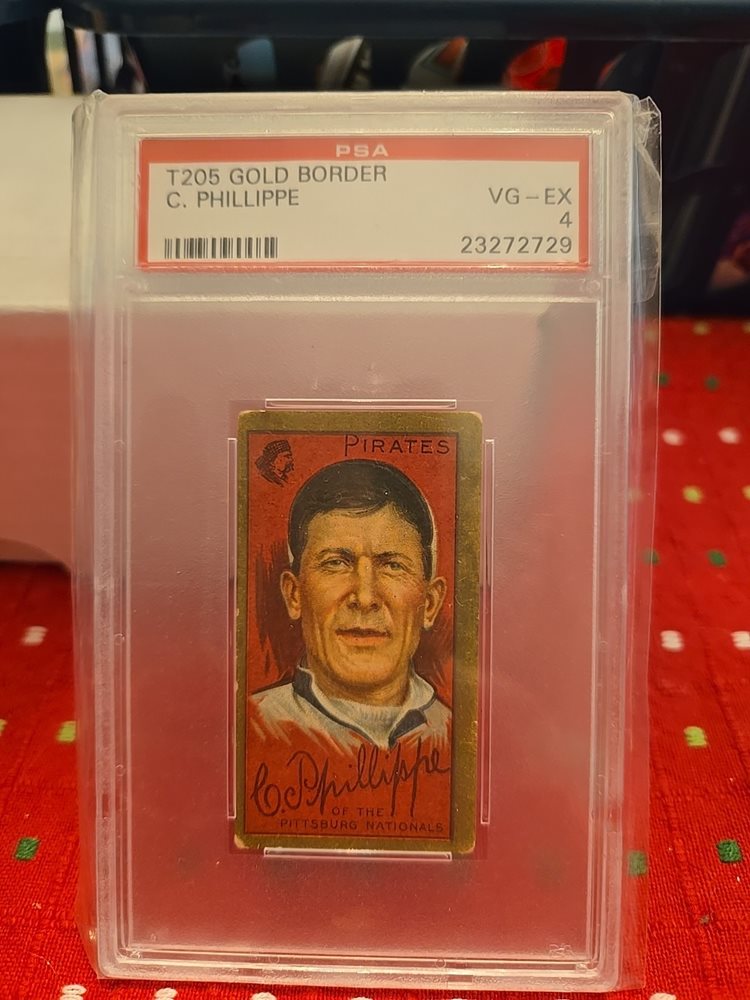 PSA
T205 GOLD BORDER
C. PHILLIPPE
VG-EX
4
23272729
PIRATES
C. Phillippe
OF THE
PITTSBURG NATIONALS